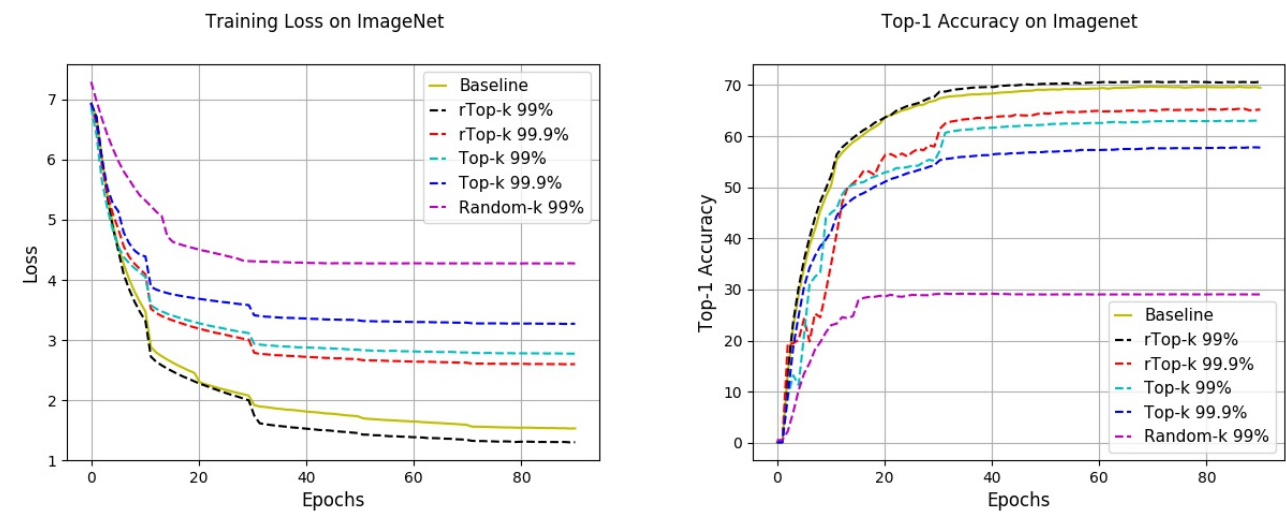 Training Loss on ImageNet
7
6
5
4
3
2
1
Loss
0
20
40
60
80
Epochs
Baseline
rTop-k 99%
rTop-k 99.9%
Top-k 99%
Top-k 99.9%
Random-k 99%
Top-1 Accuracy on Imagenet
70
60
50
40
30
20
10
0
Top-1 Accuracy
0
20
40
60
80
Epochs
Baseline
rTop-k 99%
rTop-k 99.9%
Top-k 99%
Top-k 99.9%
Random-k 99%